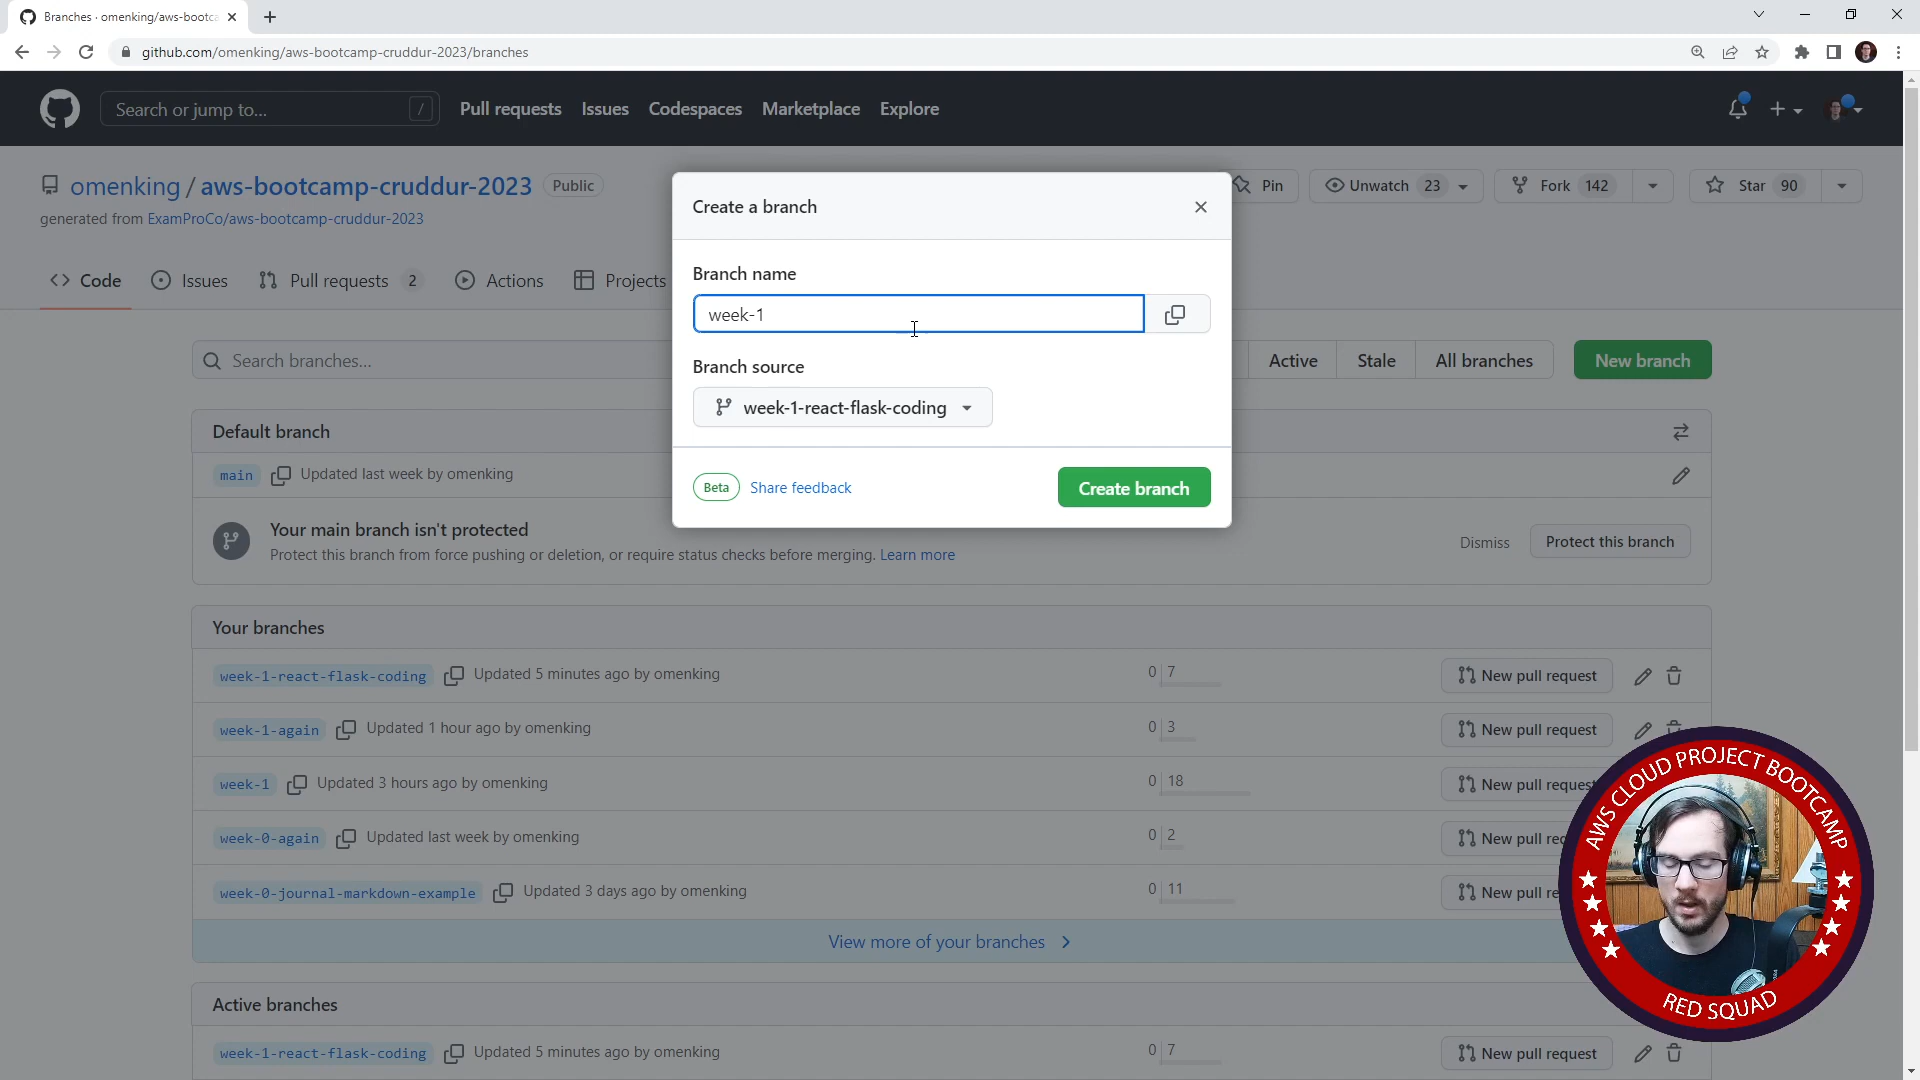 Branches · omenking/aws-bootca
github.com/omenking/aws-bootcamp-cruddur-2023/branches
Search or jump to...
/
Pull requests
Issues
Codespaces
Marketplace
Explore
omenking / aws-bootcamp-cruddur-2023
Public
Pin
Unwatch 23
Fork 142
Star 90
generated from ExamProCo/aws-bootcamp-cruddur-2023
Code
Issues
Pull requests 2
Actions
Projects
Create a branch
Branch name
week-1
Branch source
week-1-react-flask-coding
Beta Share feedback
Create branch
Search branches...
Active
Stale
All branches
New branch
Default branch
main Updated last week by omenking
Your main branch isn't protected
Protect this branch from force pushing or deletion, or require status checks before merging. Learn more
Dismiss
Protect this branch
Your branches
week-1-react-flask-coding Updated 5 minutes ago by omenking 0 7 New pull request
week-1-again Updated 1 hour ago by omenking 0 3 New pull request
week-1 Updated 3 hours ago by omenking 0 18 New pull request
week-0-again Updated last week by omenking 0 2 New pull req
week-0-journal-markdown-example Updated 3 days ago by omenking 0 11 New pull re
View more of your branches
Active branches
week-1-react-flask-coding Updated 5 minutes ago by omenking 0 7 New pull request
AWS CLOUD PROJECT BOOTCAMP
RED SQUAD